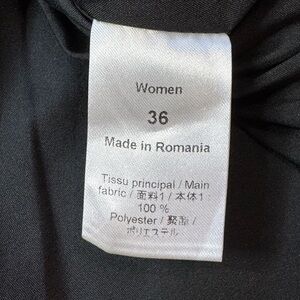 Women
36
Made in Romania
Tissu principal / Main
fabric / 面料1 / 本体1 :
100 %
Polyester / 聚酯 /
ポリエステル